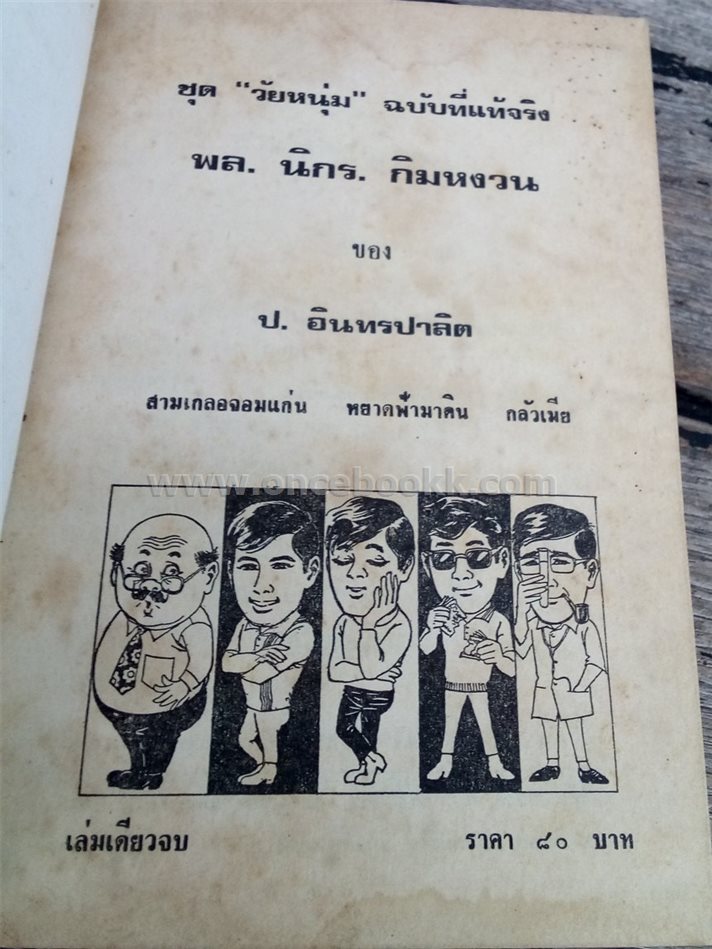 ชุด "วัยหนุ่ม" ฉบับที่แท้จริง
พล. นิกร. กิมหงวน
ของ
ป. อินทรปาลิต
สามเกลอจอมแก่น หยาดฟ้ามาดิน กลัวเมีย
www.oncebookk.com
เล่มเดียวจบ ราคา ๘๐ บาท